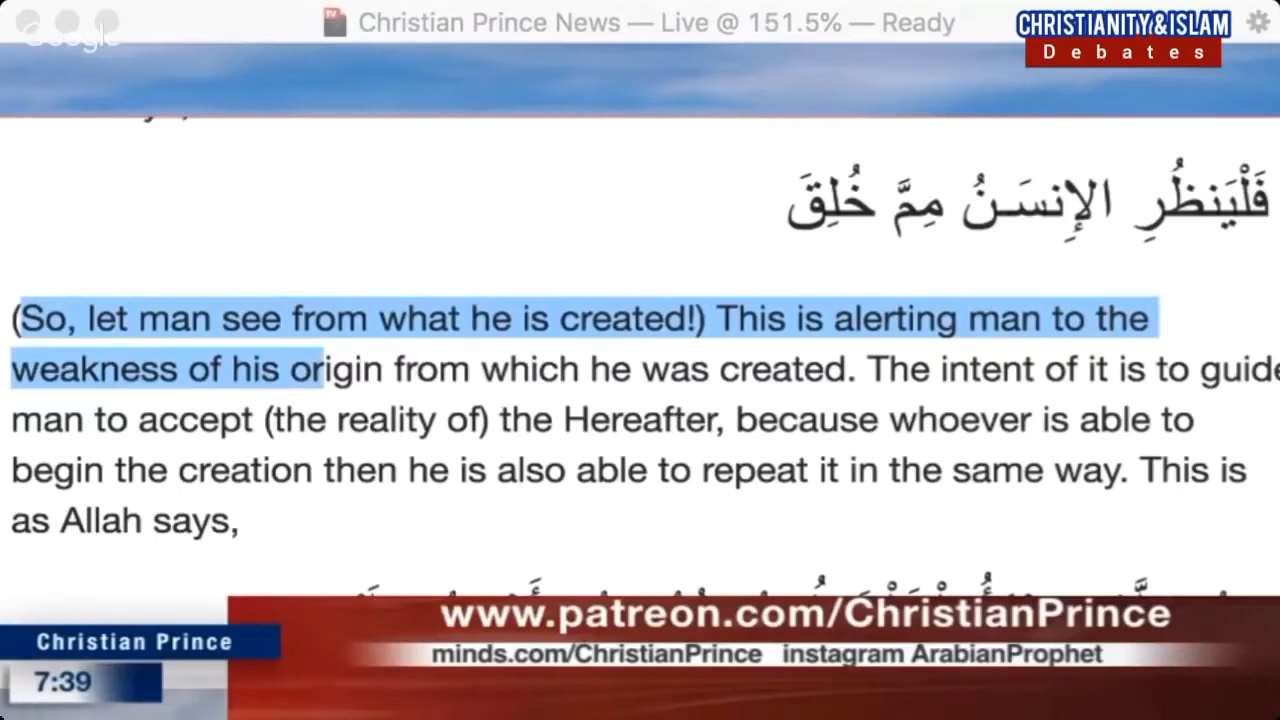 Google
Christian Prince News — Live @ 151.5% — Ready
CHRISTIANITY&ISLAM
Debates
فَلْيَنظُرِ الإِنسَـنُ مِمَّ خُلِقَ
(So, let man see from what he is created!) This is alerting man to the
weakness of his origin from which he was created. The intent of it is to guide
man to accept (the reality of) the Hereafter, because whoever is able to
begin the creation then he is also able to repeat it in the same way. This is
as Allah says,
www.patreon.com/ChristianPrince
Christian Prince
minds.com/ChristianPrince instagram ArabianProphet
7:39